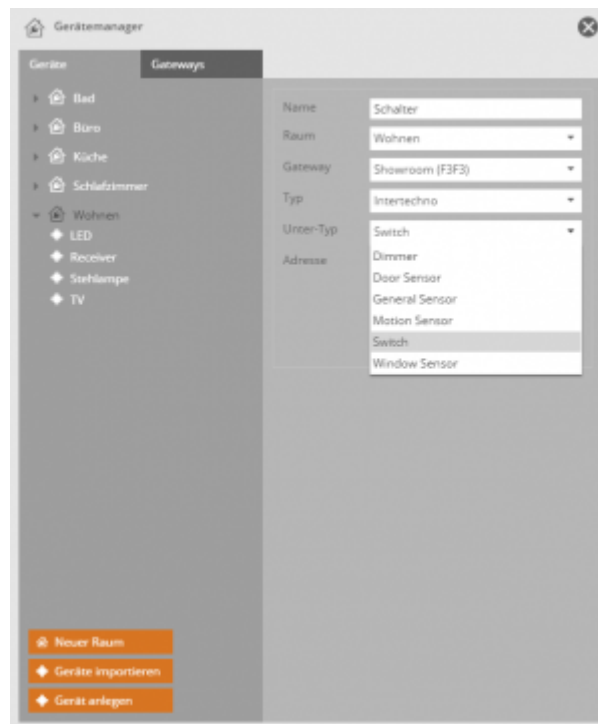 Gerätemanager
Geräte
Gateways
Bad
Büro
Küche
Schlafzimmer
Wohnen
LED
Receiver
Stehlampe
TV
Name
Schalter
Raum
Wohnen
Gateway
Showroom (F3F3)
Typ
Intertechno
Unter-Typ
Switch
Adresse
Dimmer
Door Sensor
General Sensor
Motion Sensor
Switch
Window Sensor
Neuer Raum
Geräte importieren
Gerät anlegen